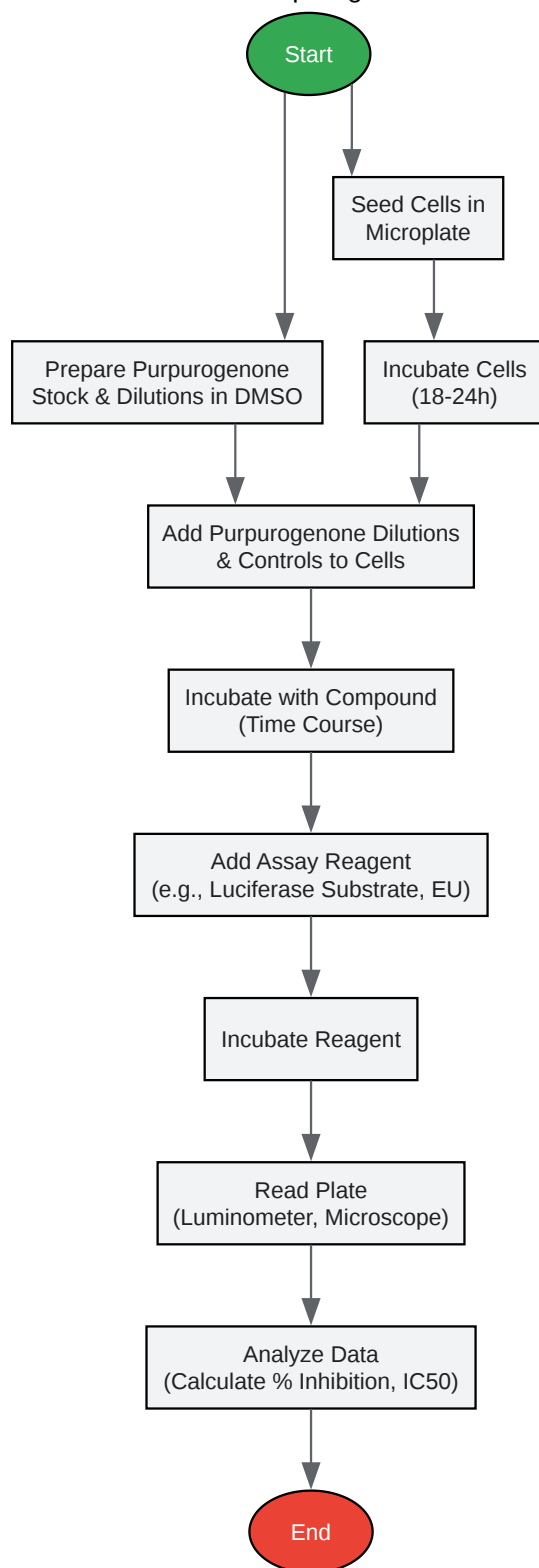 Start
Seed Cells in
Microplate
Prepare Purpurogenone
Stock & Dilutions in DMSO
Incubate Cells
(18-24h)
Add Purpurogenone Dilutions
& Controls to Cells
Incubate with Compound
(Time Course)
Add Assay Reagent
(e.g., Luciferase Substrate, EU)
Incubate Reagent
Read Plate
(Luminometer, Microscope)
Analyze Data
(Calculate % Inhibition, IC50)
End